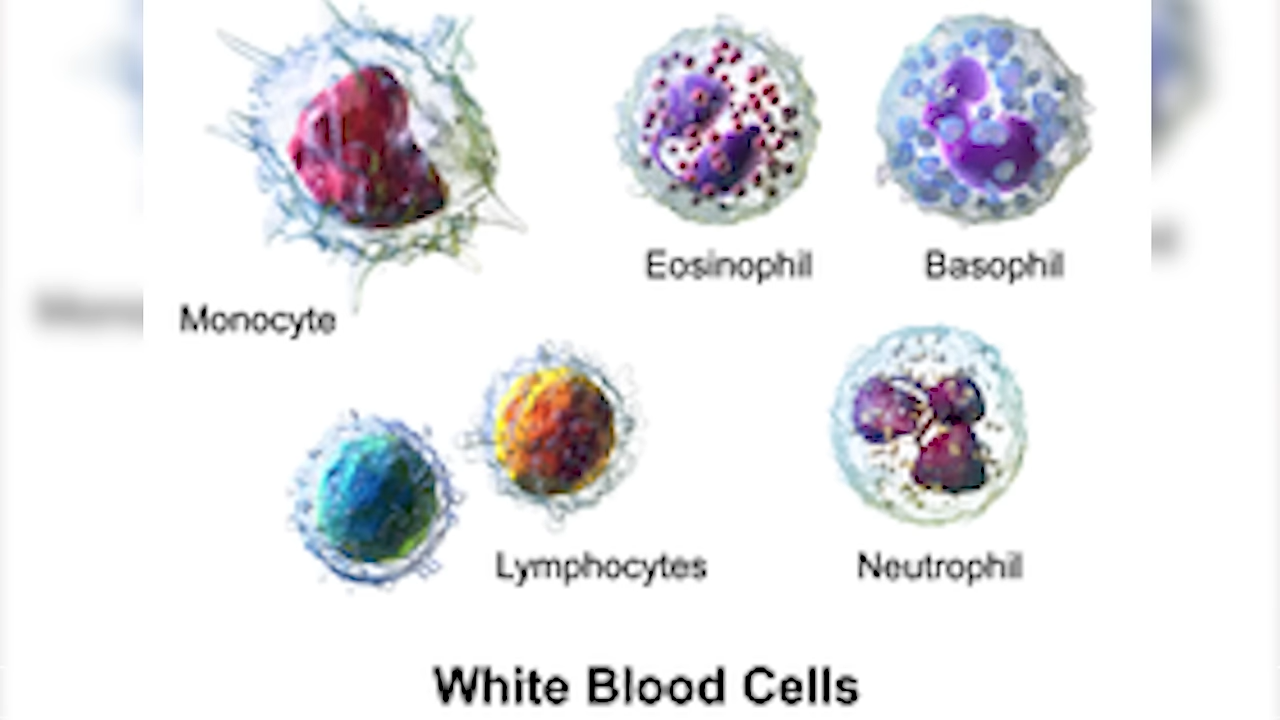 Eosinophil
Basophil
Monocyte
Lymphocytes
Neutrophil
White Blood Cells